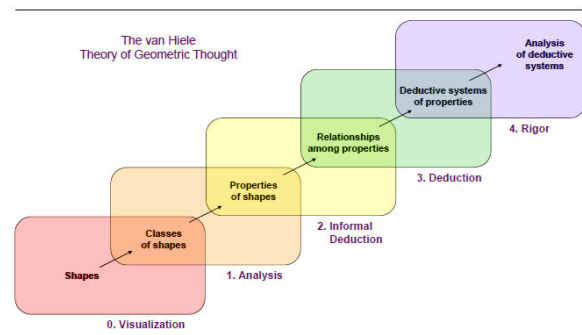 The van Hiele
Theory of Geometric Thought
Analysis
of deductive
systems
Deductive systems
of properties
4. Rigor
Relationships
among properties
3. Deduction
Properties
of shapes
2. Informal
Deduction
Classes
of shapes
1. Analysis
Shapes
0. Visualization